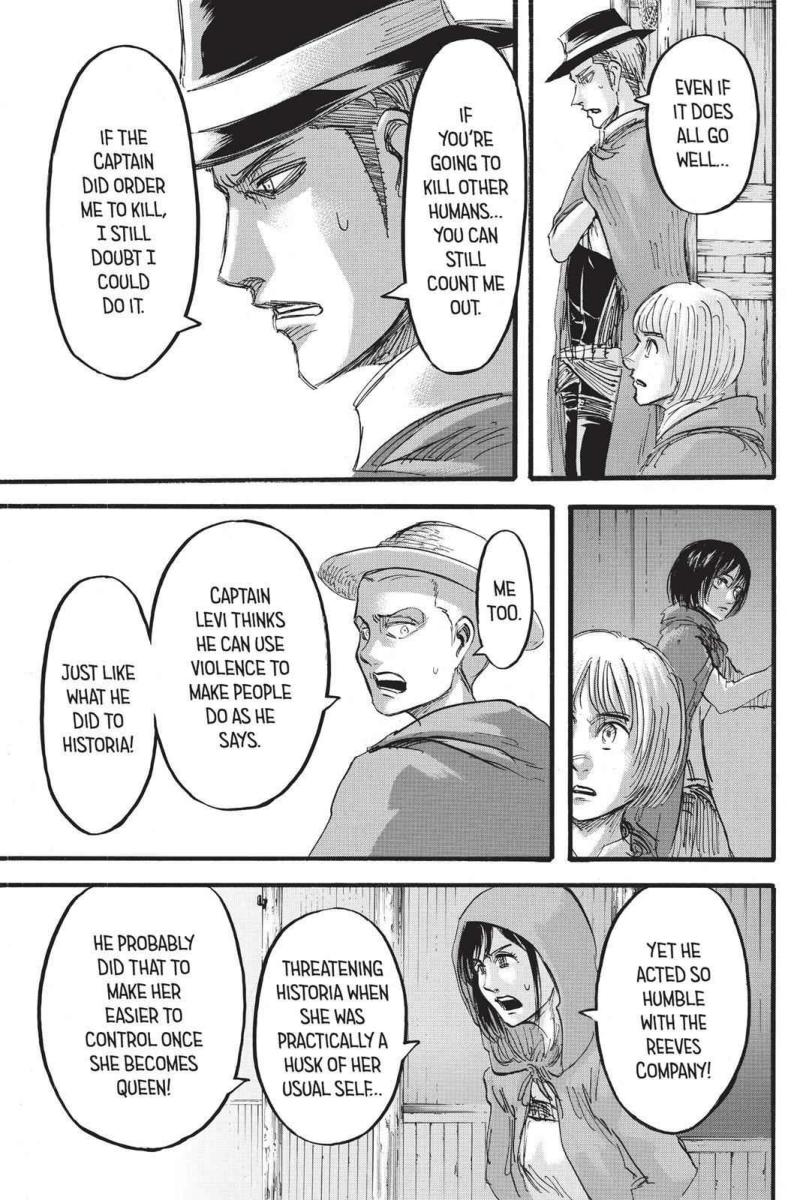 EVEN IF
IT DOES
ALL GO
WELL...
IF
YOU'RE
GOING TO
KILL OTHER
HUMANS...
YOU CAN
STILL
COUNT ME
OUT.
IF THE
CAPTAIN
DID ORDER
ME TO KILL,
I STILL
DOUBT I
COULD
DO IT.
ME
TOO.
CAPTAIN
LEVI THINKS
HE CAN USE
VIOLENCE TO
MAKE PEOPLE
DO AS HE
SAYS.
JUST LIKE
WHAT HE
DID TO
HISTORIA!
YET HE
ACTED SO
HUMBLE
WITH THE
REEVES
COMPANY!
THREATENING
HISTORIA WHEN
SHE WAS
PRACTICALLY A
HUSK OF HER
USUAL SELF...
HE PROBABLY
DID THAT TO
MAKE HER
EASIER TO
CONTROL ONCE
SHE BECOMES
QUEEN!